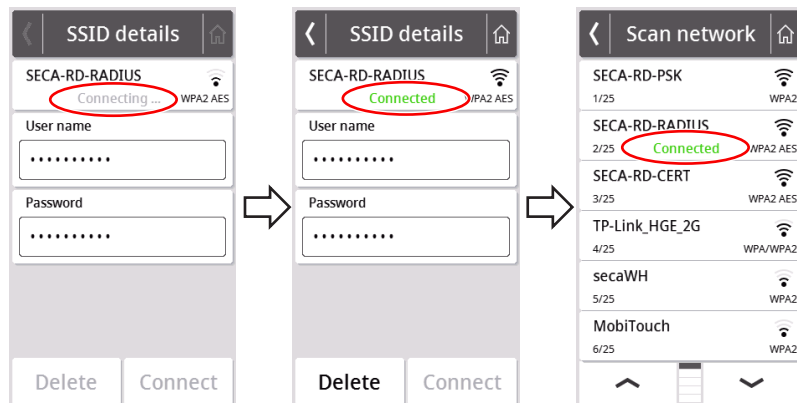 SSID details
SECA-RD-RADIUS
Connecting ... WPA2 AES
User name
••••••••••
Password
••••••••••
Delete Connect
SSID details
SECA-RD-RADIUS
Connected WPA2 AES
User name
••••••••••
Password
••••••••••
Delete Connect
Scan network
SECA-RD-PSK
1/25 WPA2
SECA-RD-RADIUS
2/25 Connected WPA2 AES
SECA-RD-CERT
3/25 WPA2 AES
TP-Link_HGE_2G
4/25 WPA/WPA2
secaWH
5/25 WPA2
MobiTouch
6/25 WPA2